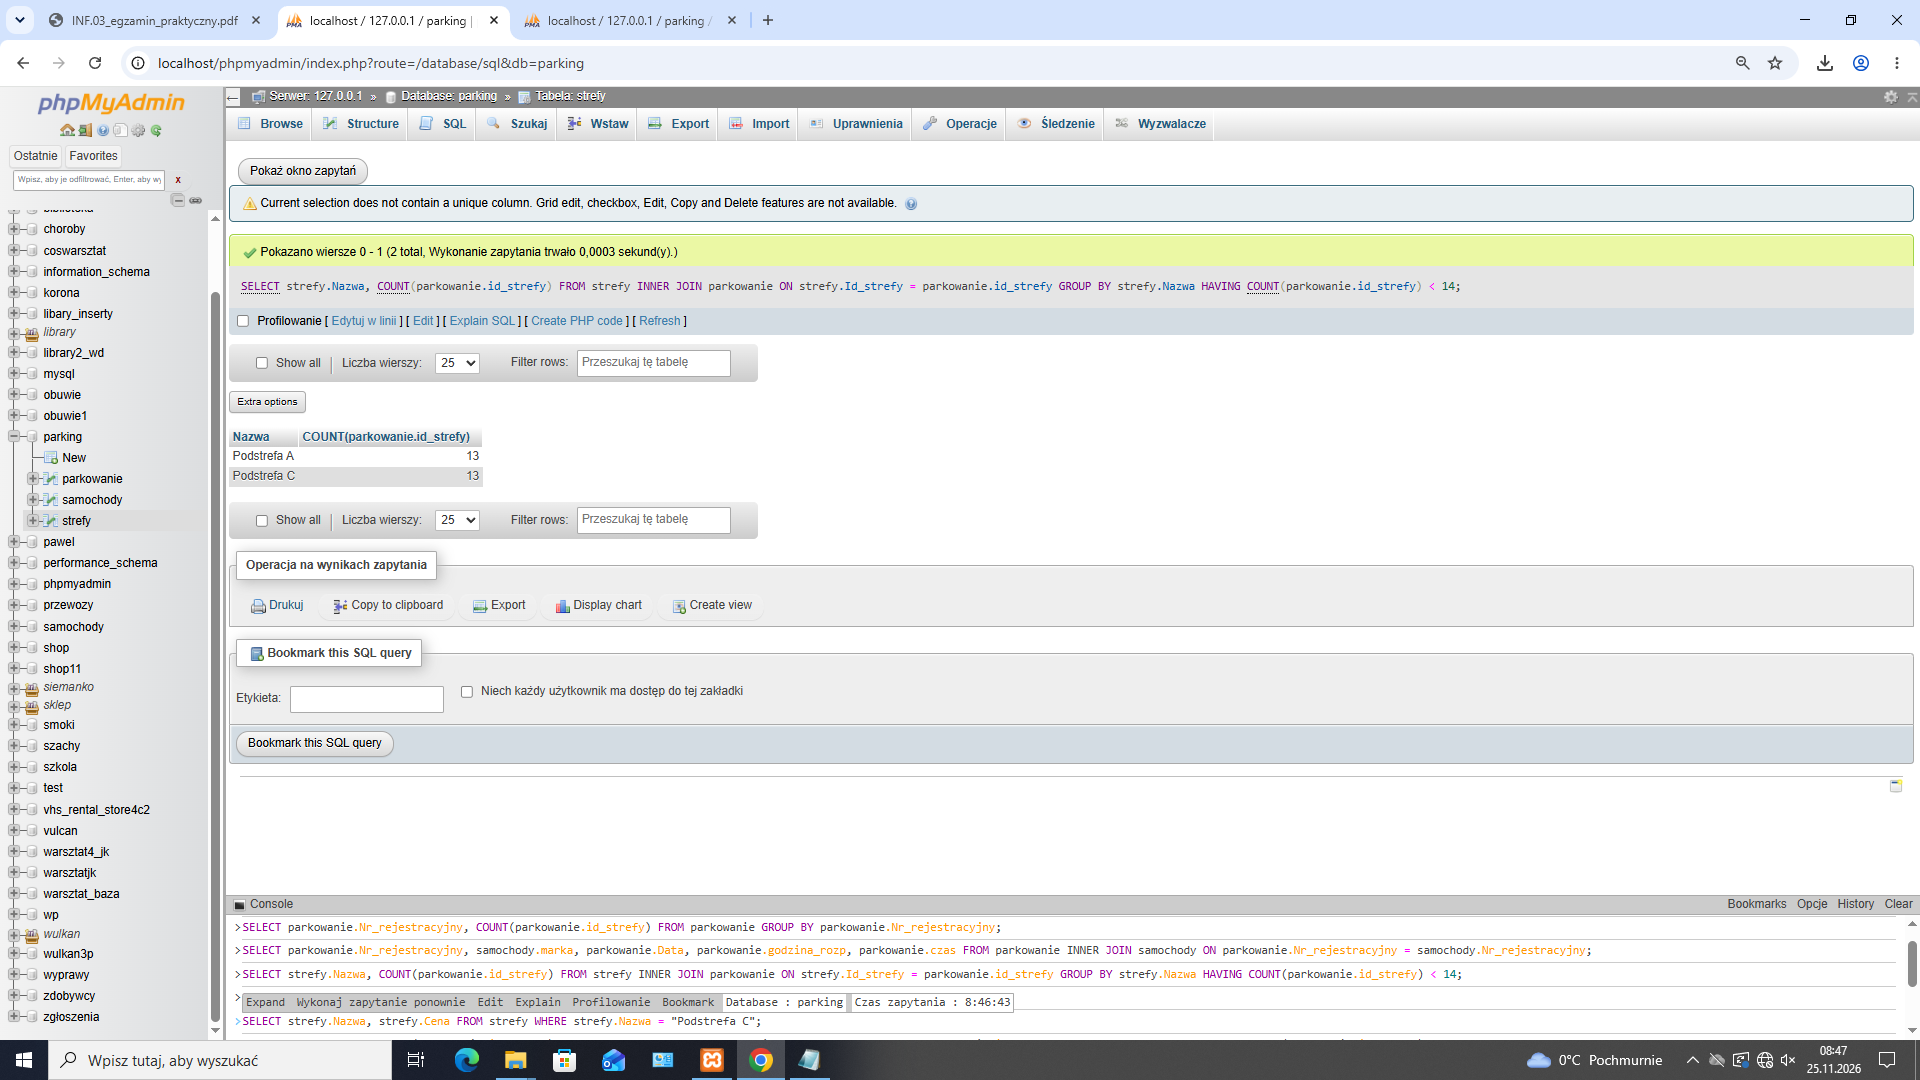 INF.03_egzamin_praktyczny.pdf
localhost / 127.0.0.1 / parking |
localhost / 127.0.0.1 / parking /
localhost/phpmyadmin/index.php?route=/database/sql&db=parking
phpMyAdmin
Ostatnie Favorites
Wpisz, aby je odfiltrować, Enter, aby wy
x
choroby
coswarsztat
information_schema
korona
libary_inserty
library
library2_wd
mysql
obuwie
obuwie1
parking
New
parkowanie
samochody
strefy
pawel
performance_schema
phpmyadmin
przewozy
samochody
shop
shop11
siemanko
sklep
smoki
szachy
szkola
test
vhs_rental_store4c2
vulcan
warsztat4_jk
warsztatjk
warsztat_baza
wp
wulkan
wulkan3p
wyprawy
zdobywcy
zgłoszenia
Serwer: 127.0.0.1 » Database: parking » Tabela: strefy
Browse Structure SQL Szukaj Wstaw Export Import Uprawnienia Operacje Śledzenie Wyzwalacze
Pokaż okno zapytań
Current selection does not contain a unique column. Grid edit, checkbox, Edit, Copy and Delete features are not available.
Pokazano wiersze 0 - 1 (2 total, Wykonanie zapytania trwało 0,0003 sekund(y).)
SELECT strefy.Nazwa, COUNT(parkowanie.id_strefy) FROM strefy INNER JOIN parkowanie ON strefy.Id_strefy = parkowanie.id_strefy GROUP BY strefy.Nazwa HAVING COUNT(parkowanie.id_strefy) < 14;
Profilowanie [ Edytuj w linii ] [ Edit ] [ Explain SQL ] [ Create PHP code ] [ Refresh ]
Show all Liczba wierszy: 25 Filter rows: Przeszukaj tę tabelę
Extra options
Nazwa COUNT(parkowanie.id_strefy)
Podstrefa A 13
Podstrefa C 13
Show all Liczba wierszy: 25 Filter rows: Przeszukaj tę tabelę
Operacja na wynikach zapytania
Drukuj Copy to clipboard Export Display chart Create view
Bookmark this SQL query
Etykieta: Niech każdy użytkownik ma dostęp do tej zakładki
Bookmark this SQL query
Console Bookmarks Opcje History Clear
>SELECT parkowanie.Nr_rejestracyjny, COUNT(parkowanie.id_strefy) FROM parkowanie GROUP BY parkowanie.Nr_rejestracyjny;
>SELECT parkowanie.Nr_rejestracyjny, samochody.marka, parkowanie.Data, parkowanie.godzina_rozp, parkowanie.czas FROM parkowanie INNER JOIN samochody ON parkowanie.Nr_rejestracyjny = samochody.Nr_rejestracyjny;
>SELECT strefy.Nazwa, COUNT(parkowanie.id_strefy) FROM strefy INNER JOIN parkowanie ON strefy.Id_strefy = parkowanie.id_strefy GROUP BY strefy.Nazwa HAVING COUNT(parkowanie.id_strefy) < 14;
> Expand Wykonaj zapytanie ponownie Edit Explain Profilowanie Bookmark Database : parking Czas zapytania : 8:46:43
>SELECT strefy.Nazwa, strefy.Cena FROM strefy WHERE strefy.Nazwa = "Podstrefa C";
Wpisz tutaj, aby wyszukać
0°C Pochmurnie
08:47
25.11.2026